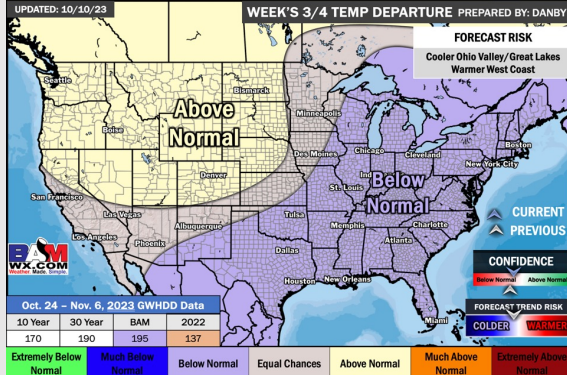 UPDATED: 10/10/23
WEEK'S 3/4 TEMP DEPARTURE PREPARED BY: DANBY
FORECAST RISK
Cooler Ohio Valley/Great Lakes
Warmer West Coast
Seattle
Bismarck
Above
Normal
Minneapolis
Boise
Boston
Chicago
Cleveland
New York City
Des Moines
Denver
Ind
Below
Normal
St. Louis
San Francisco
Las Vegas
Tulsa
Memphis
Charlotte
Los Angeles
Albuquerque
Phoenix
Atlanta
Dallas
CURRENT
PREVIOUS
BAM
WX.COM
Weather. Made. Simple.
Houston
New Orleans
Miami
CONFIDENCE
Below Normal
Above Normal
FORECAST TREND RISK
COLDER
WARMER
Oct. 24 – Nov. 6, 2023 GWHDD Data
10 Year 30 Year BAM 2022
170 190 195 137
Extremely Below Normal
Much Below Normal
Below Normal
Equal Chances
Above Normal
Much Above Normal
Extremely Above Normal